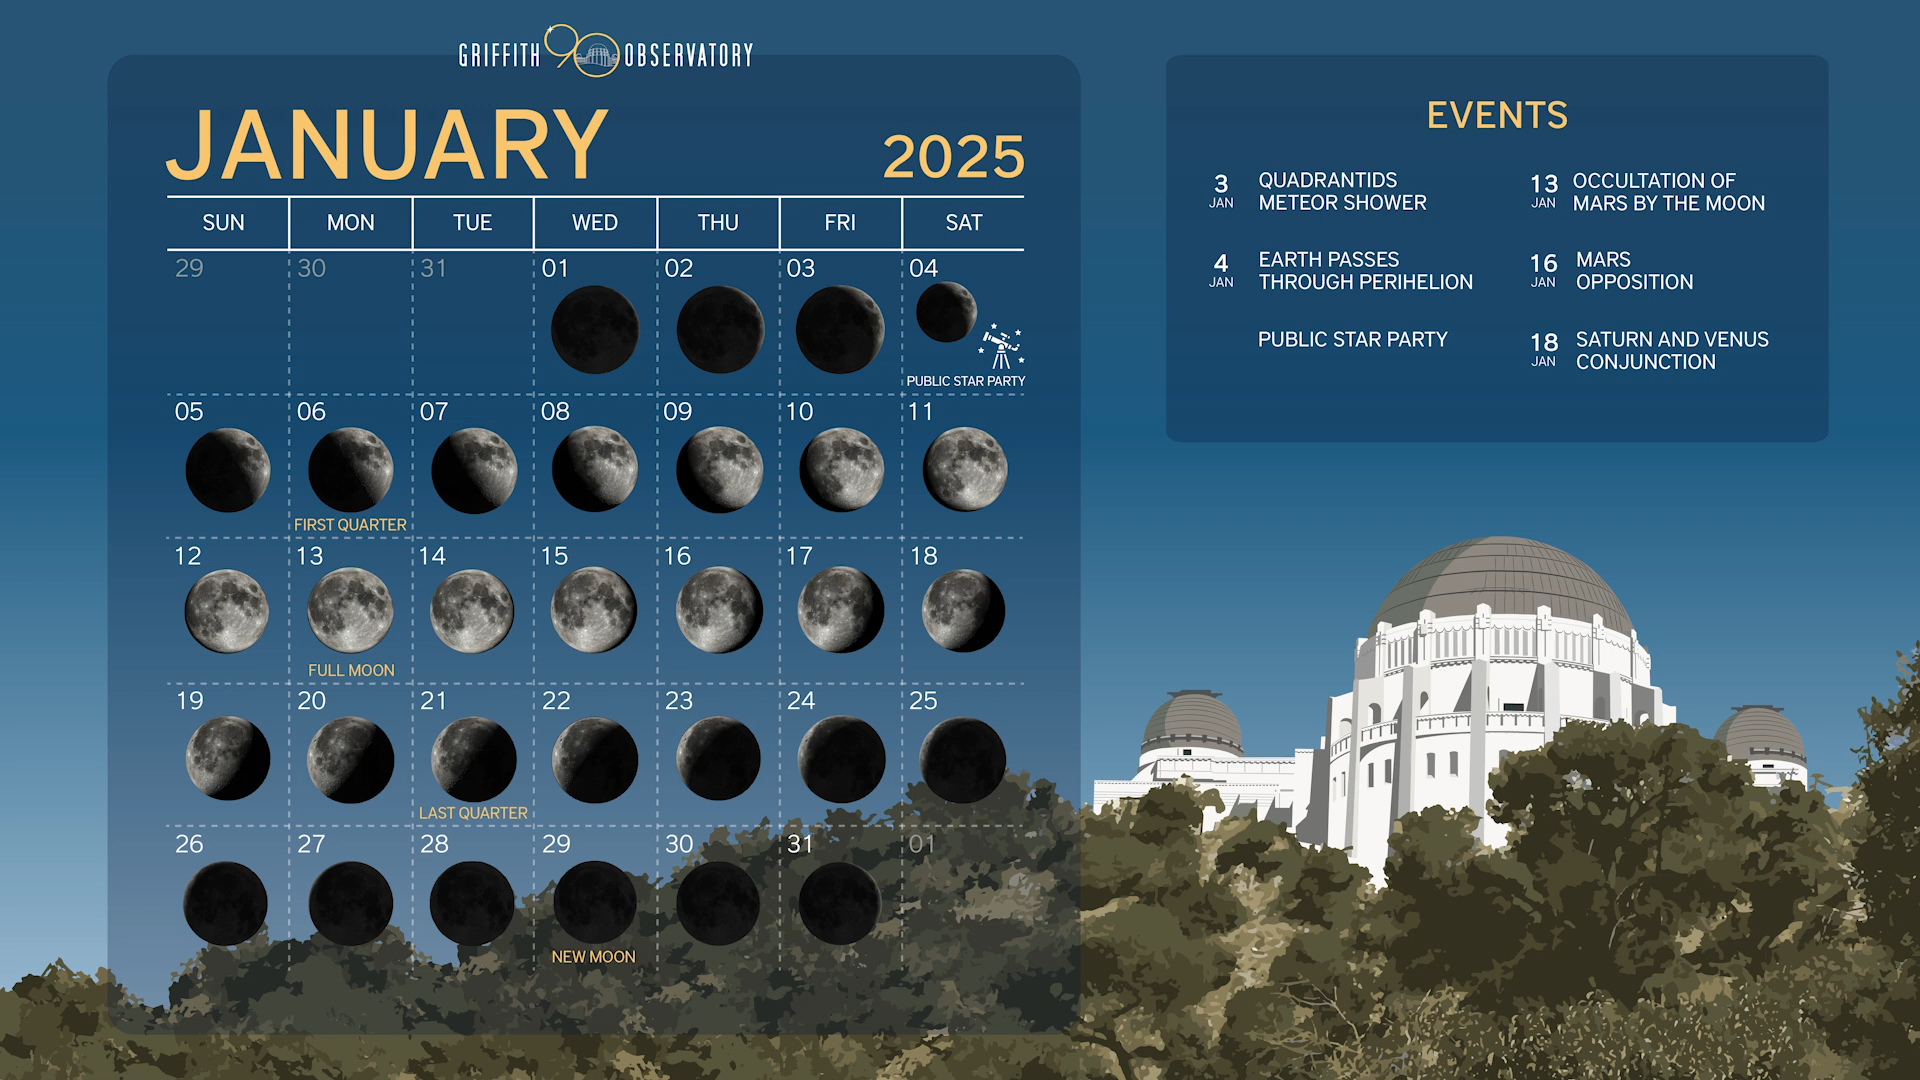 GRIFFITH 90 OBSERVATORY
JANUARY 2025
SUN MON TUE WED THU FRI SAT
29 30 31 01 02 03 04
PUBLIC STAR PARTY
05 06 07 08 09 10 11
FIRST QUARTER
12 13 14 15 16 17 18
FULL MOON
19 20 21 22 23 24 25
LAST QUARTER
26 27 28 29 30 31 01
NEW MOON
EVENTS
3 JAN
QUADRANTIDS
METEOR SHOWER
4 JAN
EARTH PASSES
THROUGH PERIHELION
PUBLIC STAR PARTY
13 JAN
OCCULTATION OF
MARS BY THE MOON
16 JAN
MARS
OPPOSITION
18 JAN
SATURN AND VENUS
CONJUNCTION